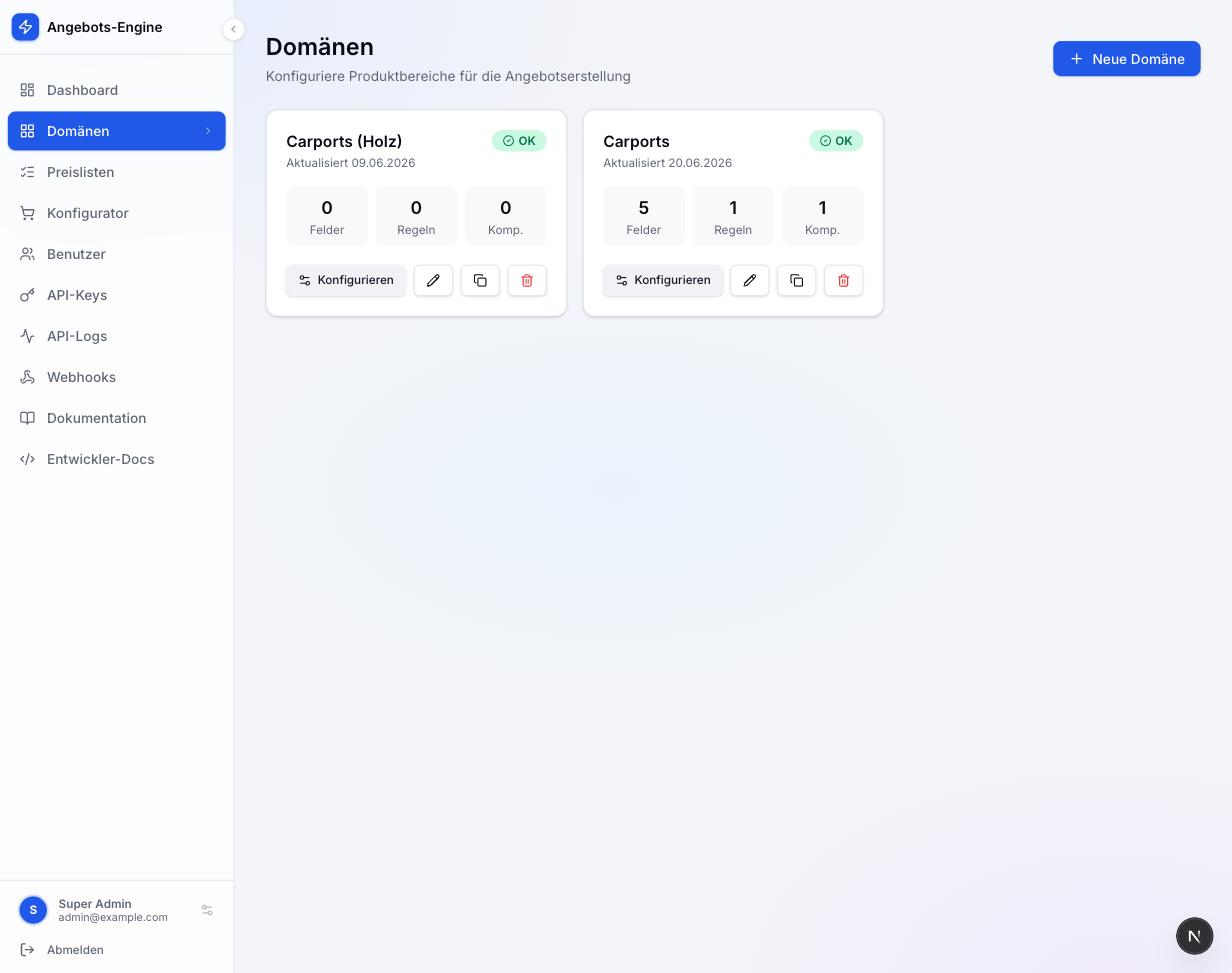 Angebots-Engine
Dashboard
Domänen
Preislisten
Konfigurator
Benutzer
API-Keys
API-Logs
Webhooks
Dokumentation
Entwickler-Docs
S
Super Admin
admin@example.com
Abmelden
Domänen
Konfiguriere Produktbereiche für die Angebotserstellung
Neue Domäne
Carports (Holz)
OK
Aktualisiert 09.06.2026
0 0 0
Felder Regeln Komp.
Konfigurieren
Carports
OK
Aktualisiert 20.06.2026
5 1 1
Felder Regeln Komp.
Konfigurieren
N